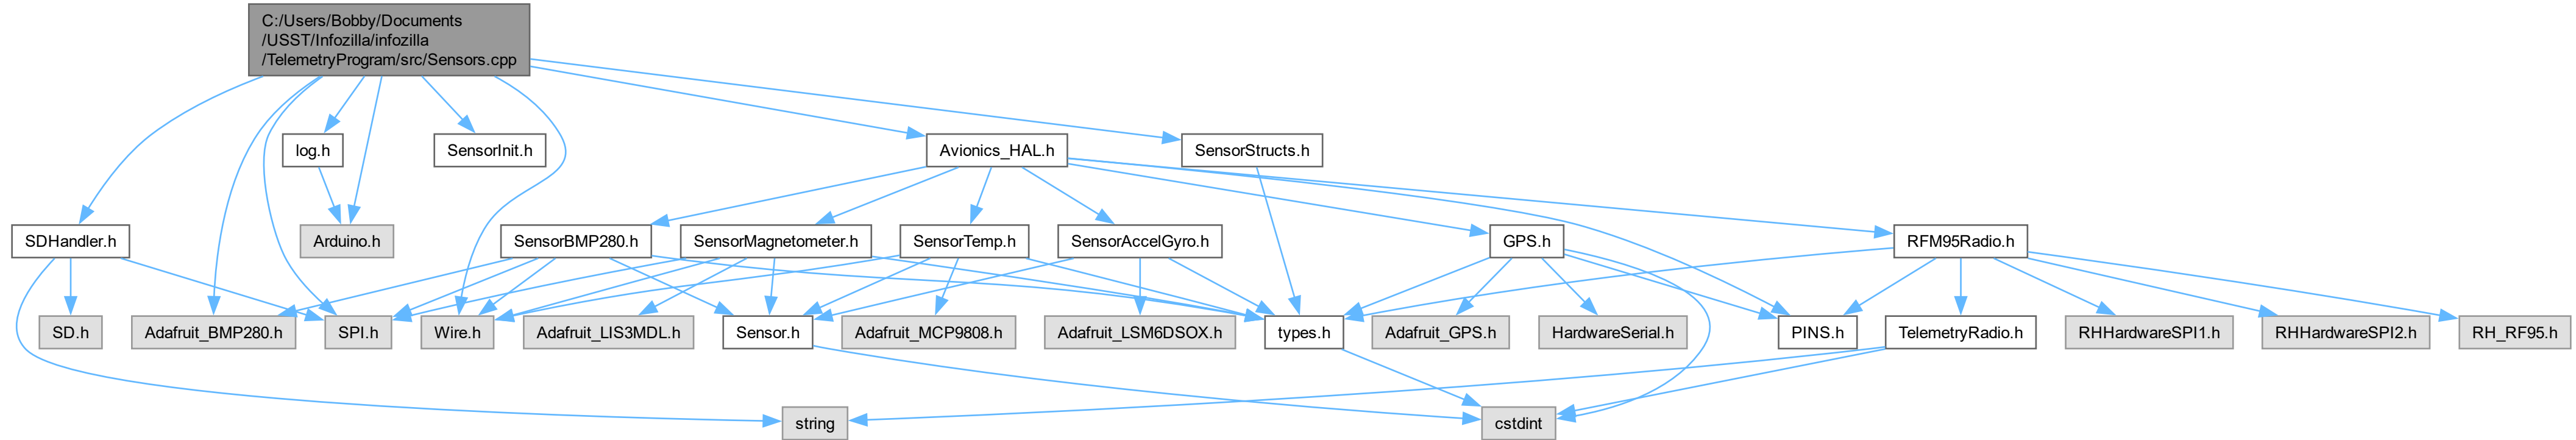 C:/Users/Bobby/Documents
/USST/Infozilla/infozilla
/TelemetryProgram/src/Sensors.cpp
log.h
SensorInit.h
Avionics_HAL.h
SensorStructs.h
SDHandler.h
Arduino.h
SensorBMP280.h
SensorMagnetometer.h
SensorTemp.h
SensorAccelGyro.h
GPS.h
RFM95Radio.h
SD.h
Adafruit_BMP280.h
SPI.h
Wire.h
Adafruit_LIS3MDL.h
Sensor.h
Adafruit_MCP9808.h
Adafruit_LSM6DSOX.h
types.h
Adafruit_GPS.h
HardwareSerial.h
PINS.h
TelemetryRadio.h
RHHardwareSPI1.h
RHHardwareSPI2.h
RH_RF95.h
string
cstdint